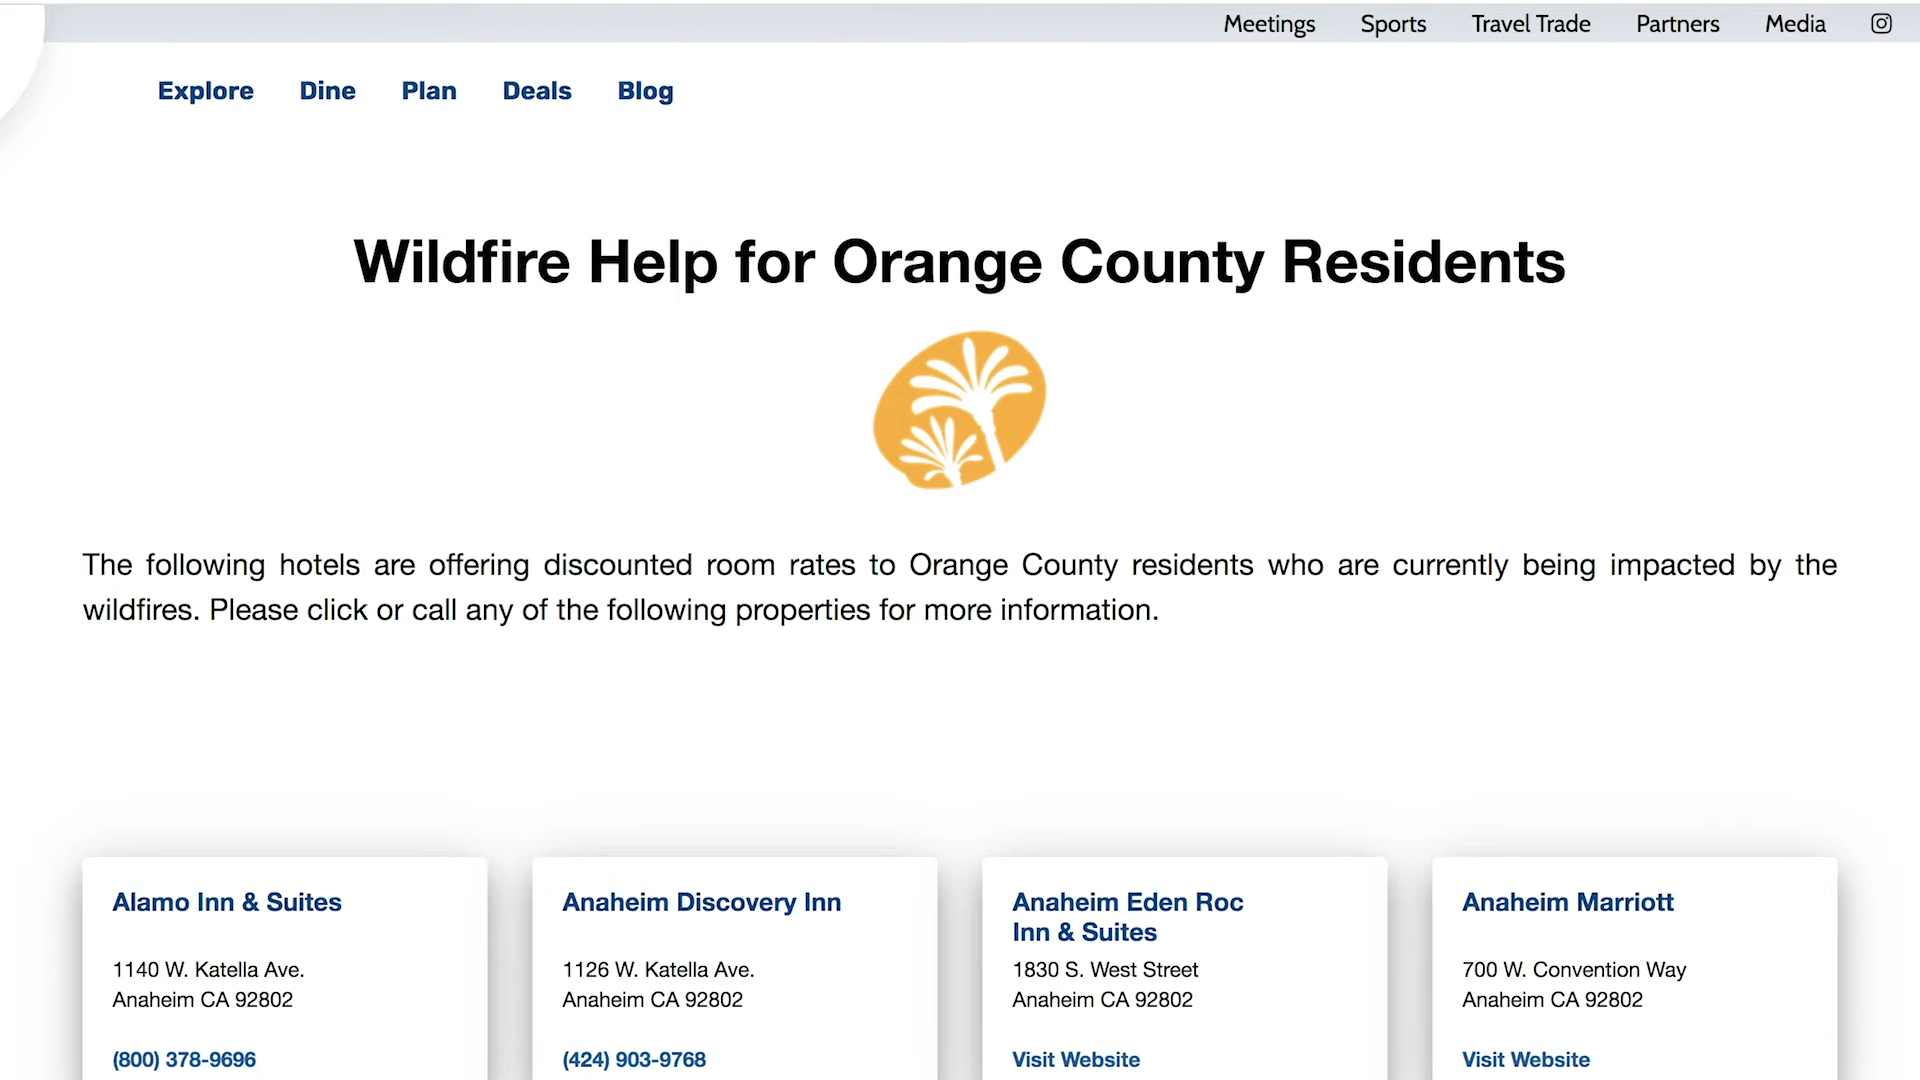 Meetings Sports Travel Trade Partners Media
Explore Dine Plan Deals Blog
Wildfire Help for Orange County Residents
The following hotels are offering discounted room rates to Orange County residents who are currently being impacted by the
wildfires. Please click or call any of the following properties for more information.
Alamo Inn & Suites
1140 W. Katella Ave.
Anaheim CA 92802
(800) 378-9696
Anaheim Discovery Inn
1126 W. Katella Ave.
Anaheim CA 92802
(424) 903-9768
Anaheim Eden Roc
Inn & Suites
1830 S. West Street
Anaheim CA 92802
Visit Website
Anaheim Marriott
700 W. Convention Way
Anaheim CA 92802
Visit Website